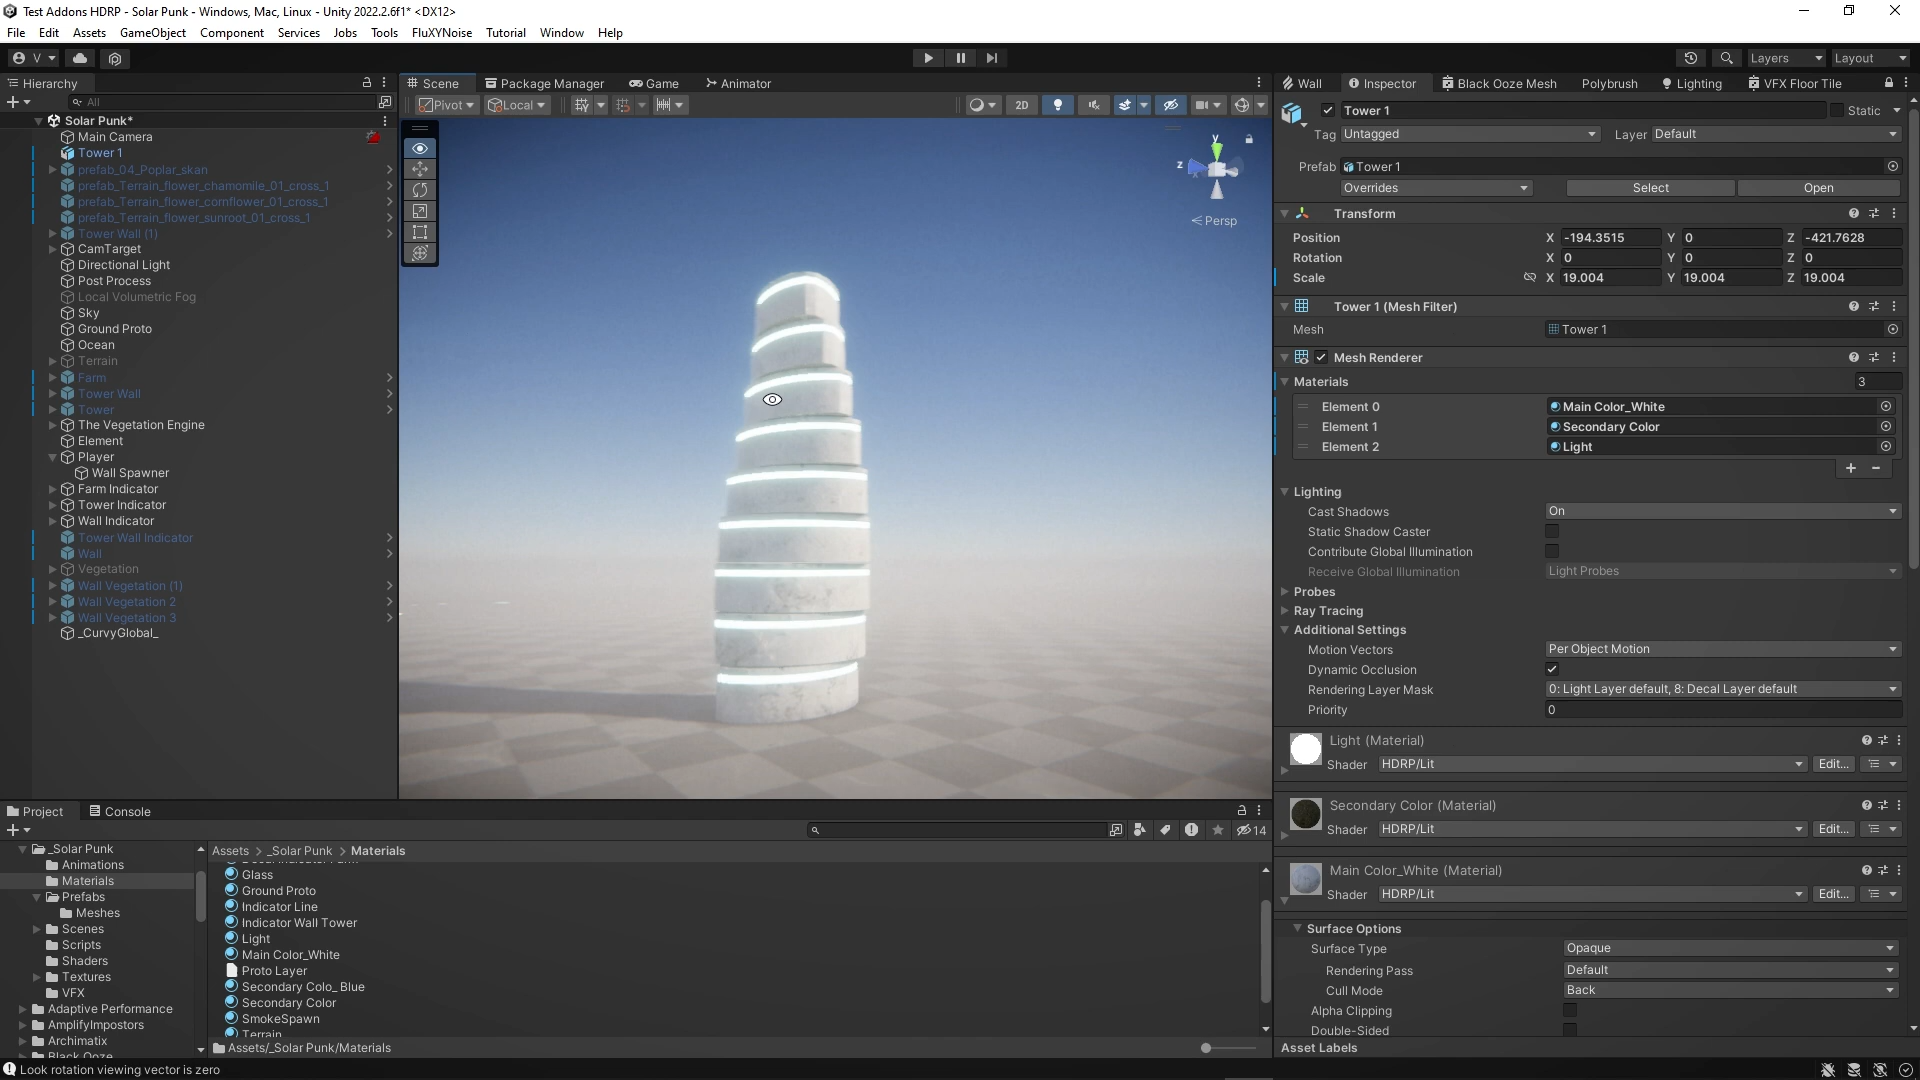 Test Addons HDRP - Solar Punk - Windows, Mac, Linux - Unity 2022.2.6f1* <DX12>
File Edit Assets GameObject Component Services Jobs Tools FluXYNoise Tutorial Window Help
V Layers Layout
Hierarchy
All
Solar Punk*
Main Camera
Tower 1
prefab_04_Poplar_skan
prefab_Terrain_flower_chamomile_01_cross_1
prefab_Terrain_flower_cornflower_01_cross_1
prefab_Terrain_flower_sunroot_01_cross_1
Tower Wall (1)
CamTarget
Directional Light
Post Process
Local Volumetric Fog
Sky
Ground Proto
Ocean
Terrain
Farm
Tower Wall
Tower
The Vegetation Engine
Element
Player
Wall Spawner
Farm Indicator
Tower Indicator
Wall Indicator
Tower Wall Indicator
Wall
Vegetation
Wall Vegetation (1)
Wall Vegetation 2
Wall Vegetation 3
_CurvyGlobal_
Scene Package Manager Game Animator
Pivot Local 2D
y
z
Persp
Wall Inspector Black Ooze Mesh Polybrush Lighting VFX Floor Tile
Tower 1 Static
Tag Untagged Layer Default
Prefab Tower 1
Overrides Select Open
Transform
Position X -194.3515 Y 0 Z -421.7628
Rotation X 0 Y 0 Z 0
Scale X 19.004 Y 19.004 Z 19.004
Tower 1 (Mesh Filter)
Mesh Tower 1
Mesh Renderer
Materials 3
Element 0 Main Color_White
Element 1 Secondary Color
Element 2 Light
+ -
Lighting
Cast Shadows On
Static Shadow Caster
Contribute Global Illumination
Receive Global Illumination Light Probes
Probes
Ray Tracing
Additional Settings
Motion Vectors Per Object Motion
Dynamic Occlusion
Rendering Layer Mask 0: Light Layer default, 8: Decal Layer default
Priority 0
Light (Material)
Shader HDRP/Lit Edit...
Secondary Color (Material)
Shader HDRP/Lit Edit...
Main Color_White (Material)
Shader HDRP/Lit Edit...
Surface Options
Surface Type Opaque
Rendering Pass Default
Cull Mode Back
Alpha Clipping
Double-Sided
Asset Labels
Project Console
14
_Solar Punk
Animations
Materials
Prefabs
Meshes
Scenes
Scripts
Shaders
Textures
VFX
Adaptive Performance
AmplifyImpostors
Archimatix
Black Ooze
Assets > _Solar Punk > Materials
Glass
Ground Proto
Indicator Line
Indicator Wall Tower
Light
Main Color_White
Proto Layer
Secondary Colo_ Blue
Secondary Color
SmokeSpawn
Terrain
Assets/_Solar Punk/Materials
Look rotation viewing vector is zero